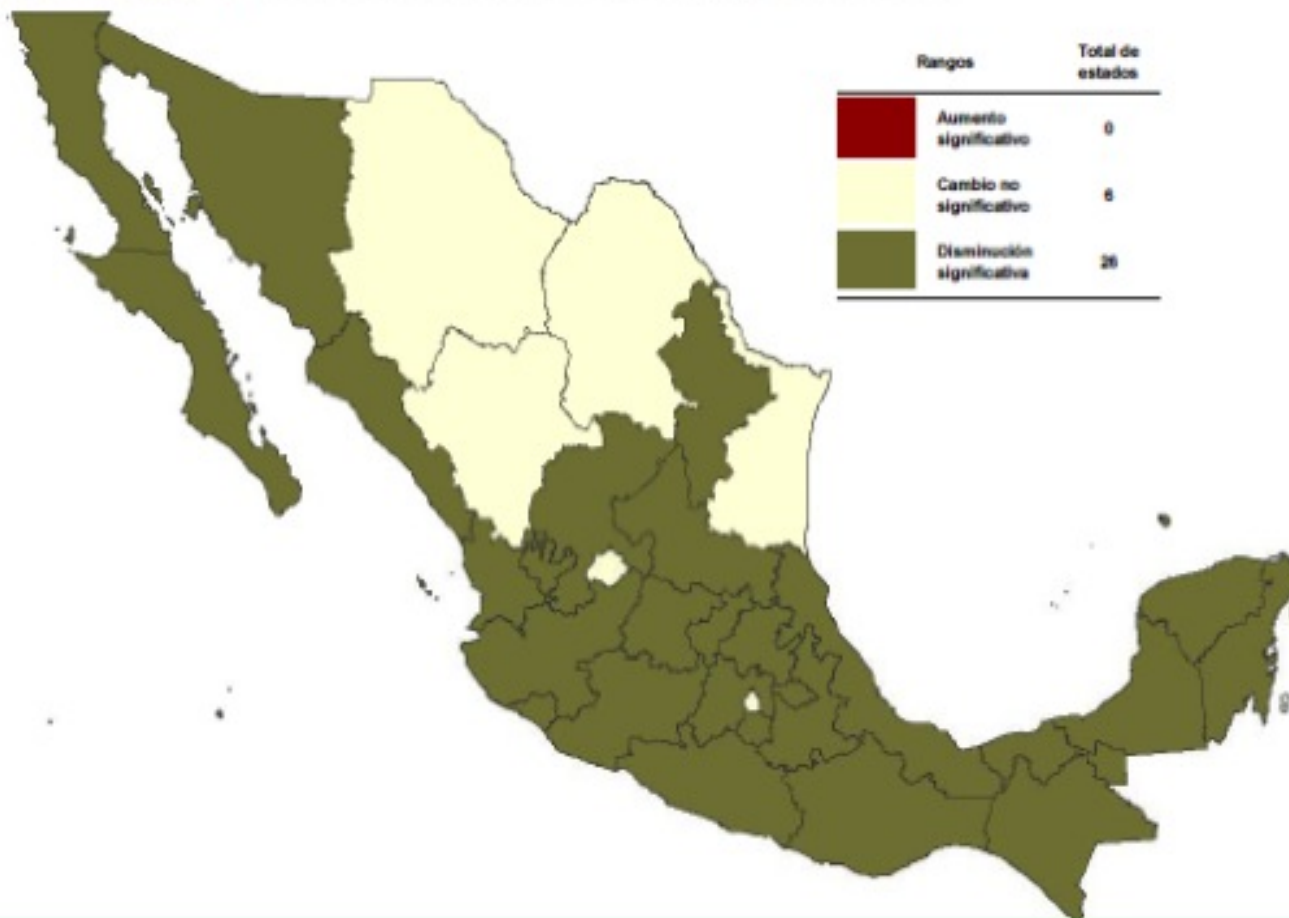 Rangos
Total de
estados
Aumento
significativo
0
Cambio no
significativo
6
Disminución
significativa
26